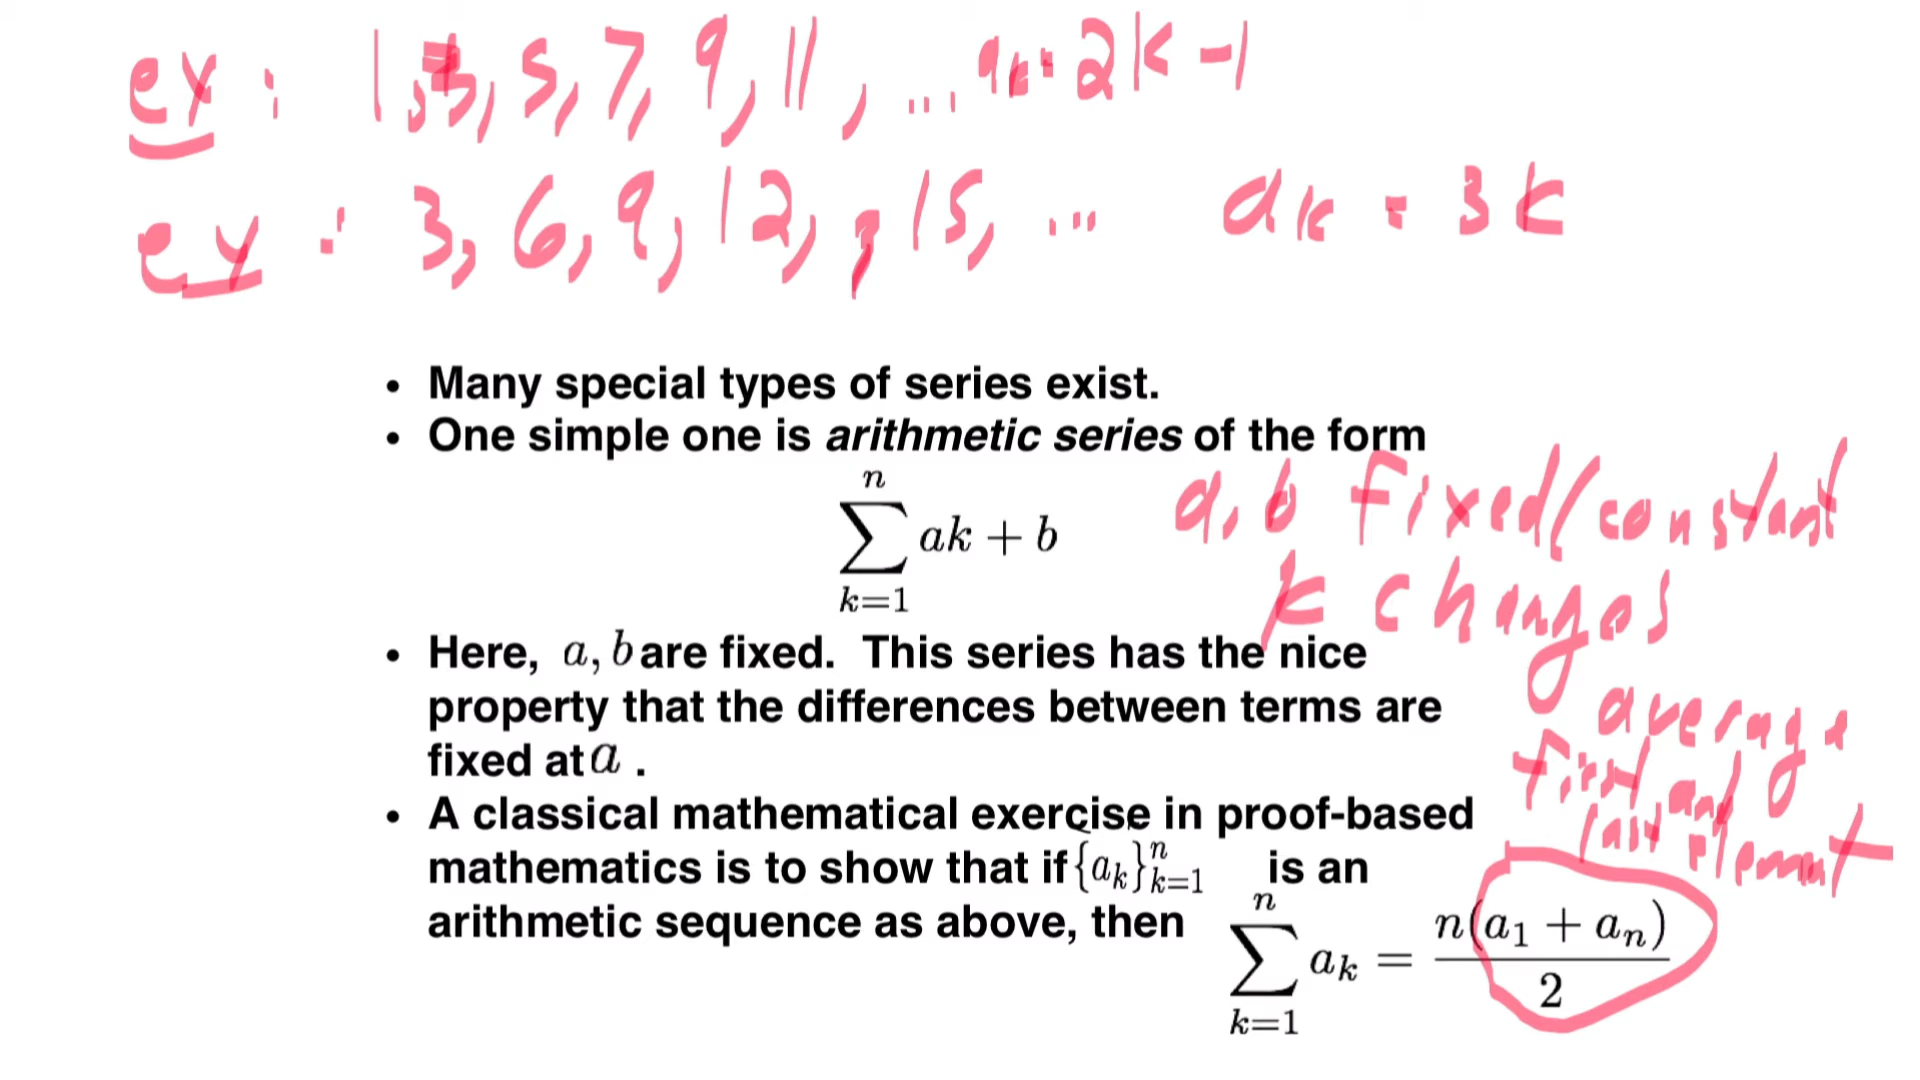 ex : 1, 3, 5, 7, 9, 11, ... ak = 2k - 1
ex : 3, 6, 9, 12, 15, ... ak = 3k
• Many special types of series exist.
• One simple one is arithmetic series of the form
n
∑ ak + b
k=1
a, b fixed/constant
k changes
• Here, a, b are fixed. This series has the nice
property that the differences between terms are
fixed at a .
average
first and
last element
• A classical mathematical exercise in proof-based
mathematics is to show that if {aₖ}ⁿₖ₌₁ is an
arithmetic sequence as above, then
n
∑ aₖ = n(a₁ + aₙ) / 2
k=1